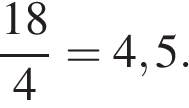 18/4 = 4,5.